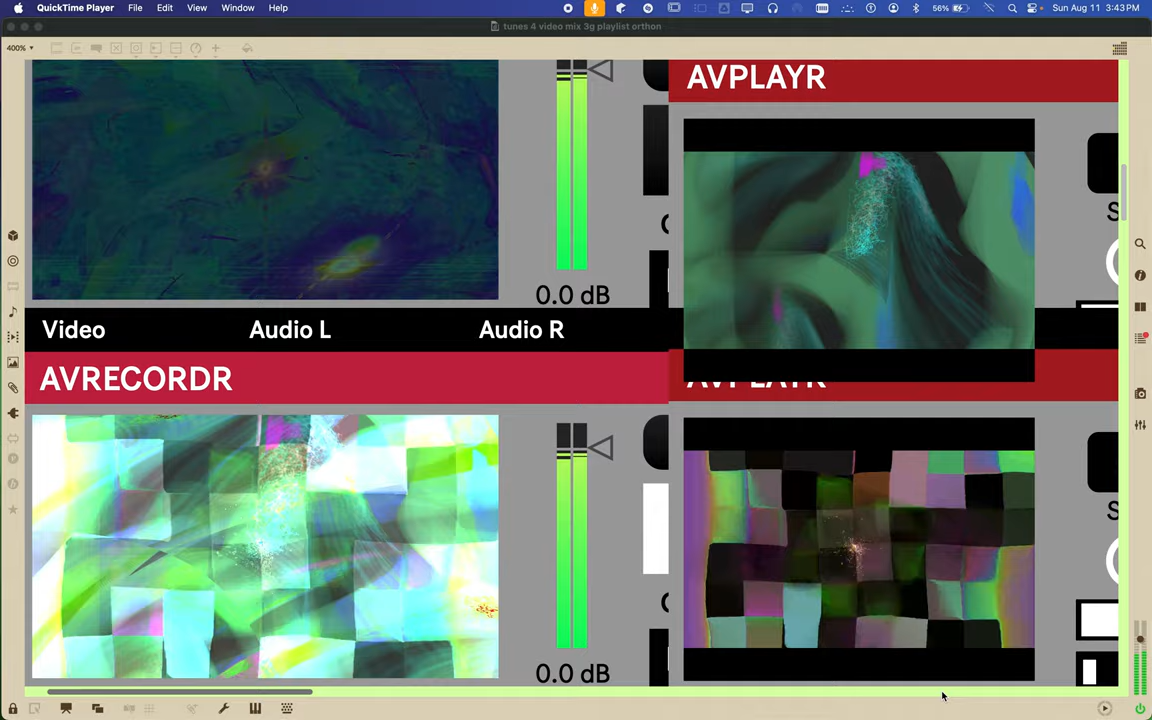 QuickTime Player File Edit View Window Help 56% Sun Aug 11 3:43 PM
tunes 4 video mix 3g playlist orthon
400%
AVPLAYR
S
0.0 dB
Video Audio L Audio R
AVRECORDR
AVPLAYR
S
0.0 dB